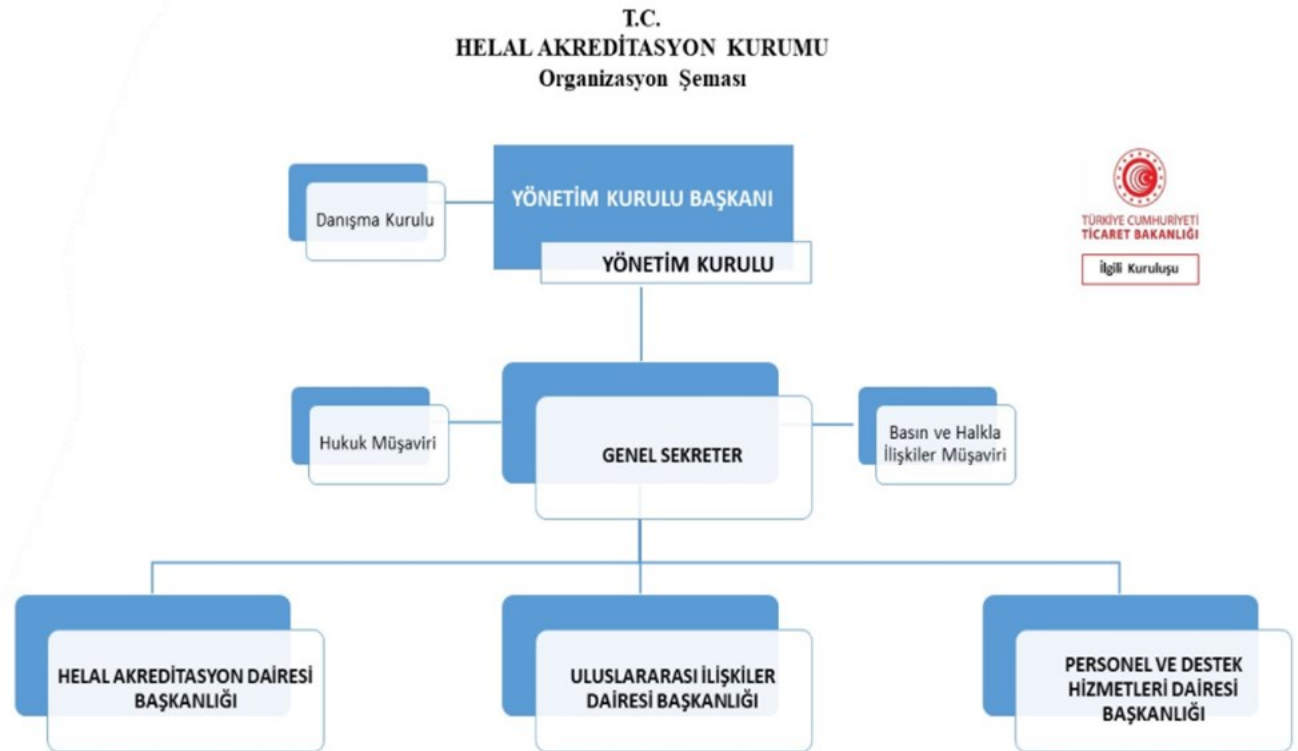 T.C.
HELAL AKREDİTASYON KURUMU
Organizasyon Şeması
Danışma Kurulu
YÖNETİM KURULU BAŞKANI
YÖNETİM KURULU
TÜRKİYE CUMHURİYETİ
TİCARET BAKANLIĞI
İlgili Kuruluşu
Hukuk Müşaviri
GENEL SEKRETER
Basın ve Halkla
İlişkiler Müşaviri
HELAL AKREDİTASYON DAİRESİ
BAŞKANLIĞI
ULUSLARARASI İLİŞKİLER
DAİRESİ BAŞKANLIĞI
PERSONEL VE DESTEK
HİZMETLERİ DAİRESİ
BAŞKANLIĞI